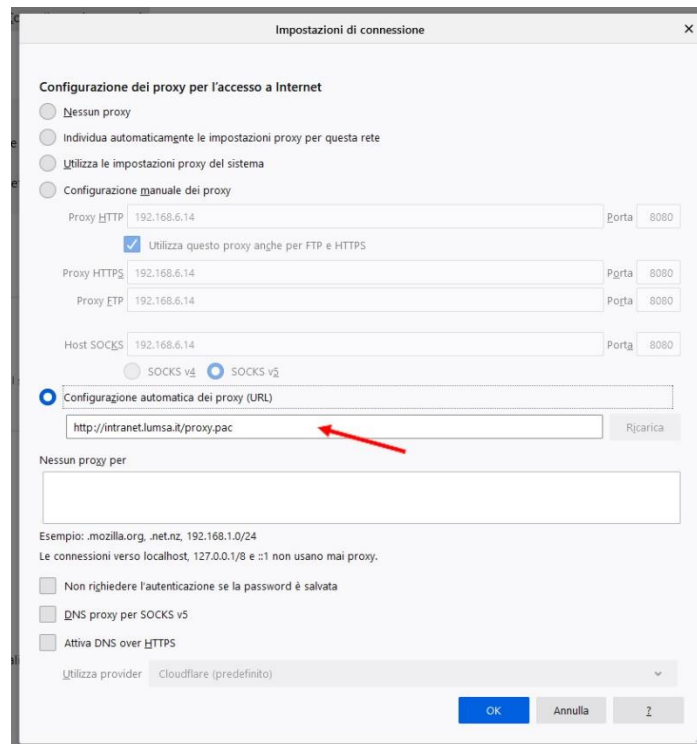 Impostazioni di connessione
Configurazione dei proxy per l'accesso a Internet
Nessun proxy
Individua automaticamente le impostazioni proxy per questa rete
Utilizza le impostazioni proxy del sistema
Configurazione manuale dei proxy
Proxy HTTP 192.168.6.14 Porta 8080
Utilizza questo proxy anche per FTP e HTTPS
Proxy HTTPS 192.168.6.14 Porta 8080
Proxy FTP 192.168.6.14 Porta 8080
Host SOCKS 192.168.6.14 Porta 8080
SOCKS v4 SOCKS v5
Configurazione automatica dei proxy (URL)
http://intranet.lumsa.it/proxy.pac Ricarica
Nessun proxy per
Esempio: .mozilla.org, .net.nz, 192.168.1.0/24
Le connessioni verso localhost, 127.0.0.1/8 e ::1 non usano mai proxy.
Non richiedere l'autenticazione se la password è salvata
DNS proxy per SOCKS v5
Attiva DNS over HTTPS
Utilizza provider Cloudflare (predefinito)
OK Annulla ?